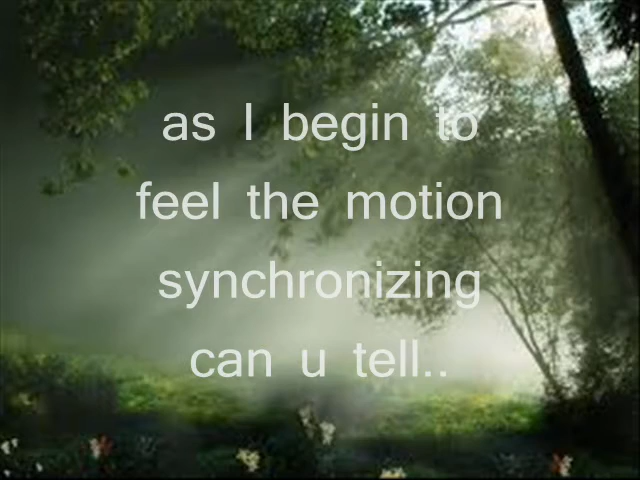 as I begin to
feel the motion
synchronizing
can u tell..